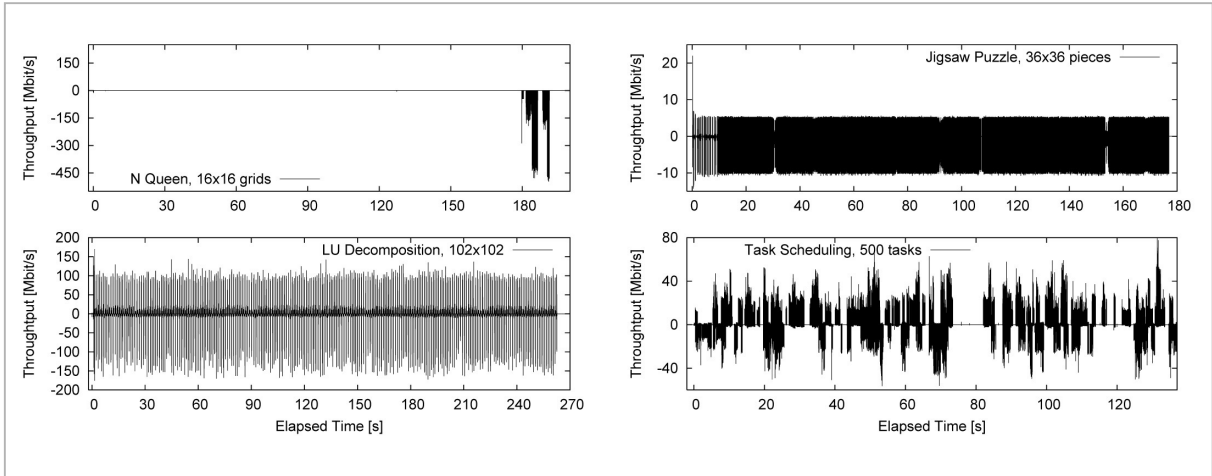 150
0
-150
-300
-450
Throughput [Mbit/s]
N Queen, 16x16 grids
0 30 60 90 120 150 180
20
10
0
-10
Throughtput [Mbit/s]
Jigsaw Puzzle, 36x36 pieces
0 20 40 60 80 100 120 140 160 180
200
150
100
50
0
-50
-100
-150
-200
Throughtput [Mbit/s]
LU Decomposition, 102x102
0 30 60 90 120 150 180 210 240 270
Elapsed Time [s]
80
40
0
-40
Throughtput [Mbit/s]
Task Scheduling, 500 tasks
0 20 40 60 80 100 120
Elapsed Time [s]